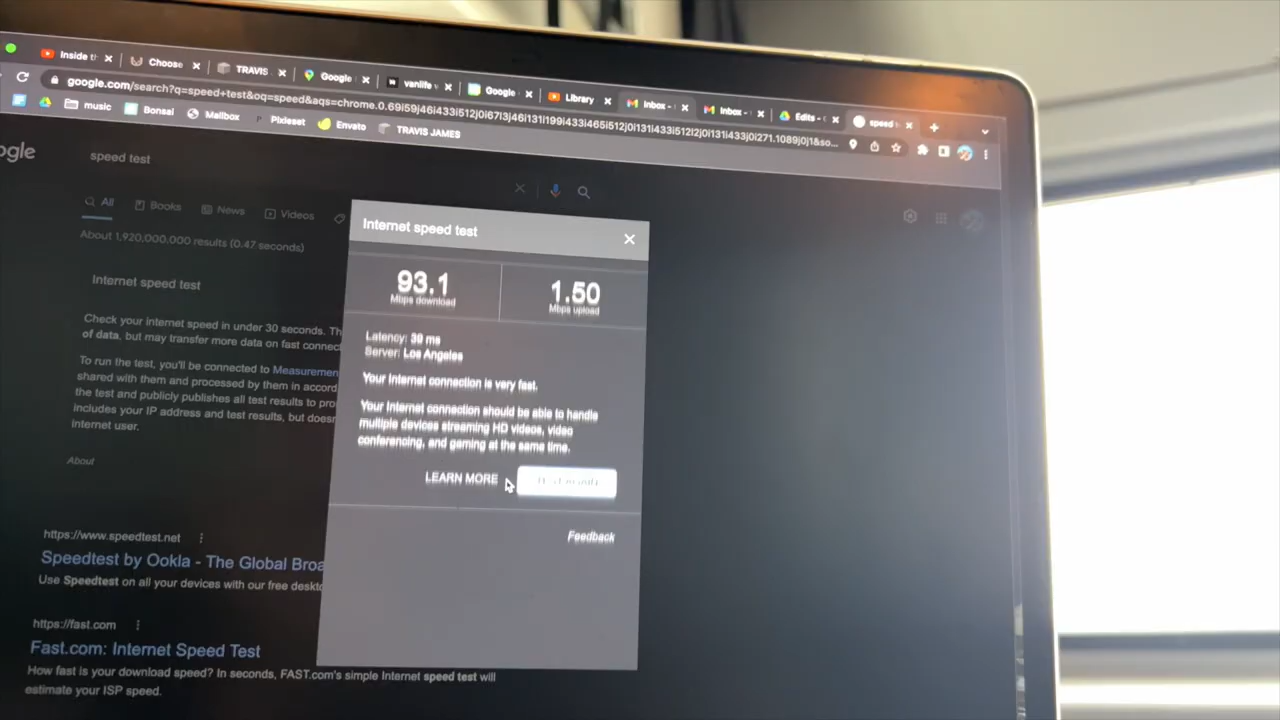 Inside th
Choose
TRAVIS
Google
vanlife v
Google
Library
Inbox -
Inbox -
Edits -
speed
google.com/search?q=speed+test&oq=speed&aqs=chrome.0.69i59j46i433i512j0i67l3j46i131i199i433i465i512j0i131i433i512l2j0i131i433j0i271.1089j0j1&so...
music
Bonsai
Mailbox
Pixieset
Envato
TRAVIS JAMES
ogle
speed test
All
Books
News
Videos
About 1,920,000,000 results (0.47 seconds)
Internet speed test
Check your internet speed in under 30 seconds. Th
of data, but may transfer more data on fast connec
To run the test, you'll be connected to Measuremen
shared with them and processed by them in accord
the test and publicly publishes all test results to pro
includes your IP address and test results, but doesn
Internet user.
About
Internet speed test
93.1
Mbps download
1.50
Mbps upload
Latency: 30 ms
Server: Los Angeles
Your Internet connection is very fast.
Your Internet connection should be able to handle
multiple devices streaming HD videos, video
conferencing, and gaming at the same time.
LEARN MORE
Feedback
https://www.speedtest.net
Speedtest by Ookla - The Global Broa
Use Speedtest on all your devices with our free deskto
https://fast.com
Fast.com: Internet Speed Test
How fast is your download speed? In seconds, FAST.com's simple Internet speed test will
estimate your ISP speed.